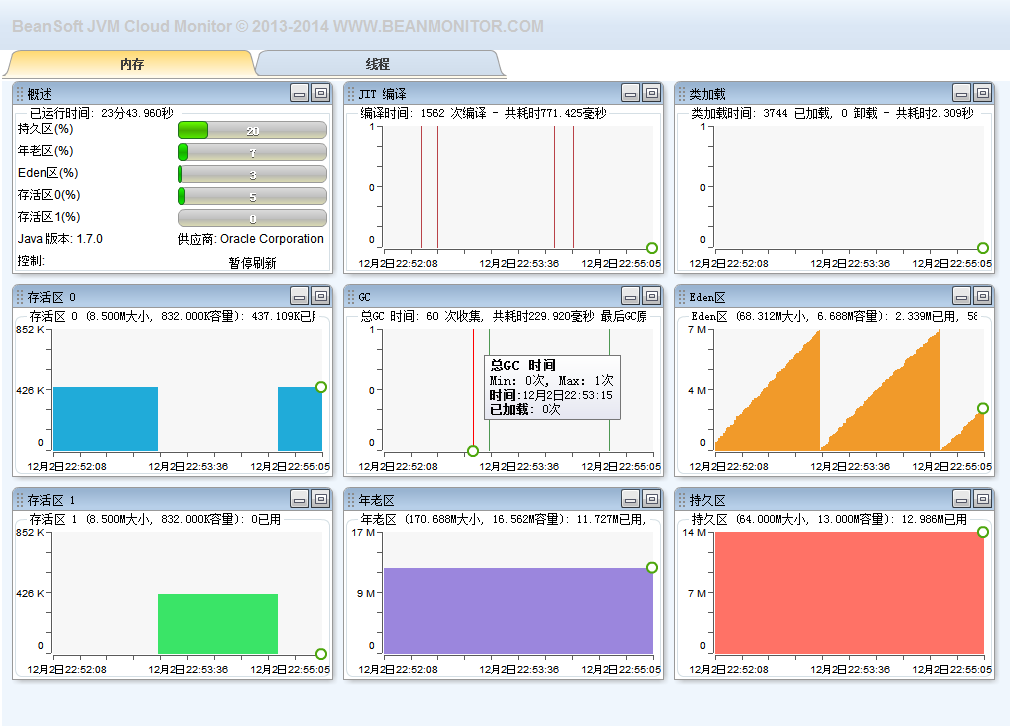 BeanSoft JVM Cloud Monitor © 2013-2014 WWW.BEANMONITOR.COM
内存
线程
概述
已运行时间: 23分43.960秒
持久区(%)
20
年老区(%)
7
Eden区(%)
3
存活区0(%)
5
存活区1(%)
0
Java 版本: 1.7.0
供应商: Oracle Corporation
控制:
暂停刷新
JIT 编译
编译时间: 1562 次编译 - 共耗时771.425毫秒
1
0
0
12月2日22:52:08
12月2日22:53:36
12月2日22:55:05
类加载
类加载时间: 3744 已加载, 0 卸载 - 共耗时2.309秒
1
0
0
12月2日22:52:08
12月2日22:53:36
12月2日22:55:05
存活区 0
存活区 0 (8.500M大小, 832.000K容量): 437.109K已用
852 K
426 K
0
12月2日22:52:08
12月2日22:53:36
12月2日22:55:05
GC
总GC 时间: 60 次收集, 共耗时229.920毫秒 最后GC原
1
0
0
总GC 时间
Min: 0次, Max: 1次
时间:12月2日22:53:15
已加载: 0次
12月2日22:52:08
12月2日22:53:36
12月2日22:55:05
Eden区
Eden区 (68.312M大小, 6.688M容量): 2.339M已用, 58
7 M
4 M
0
12月2日22:52:08
12月2日22:53:36
12月2日22:55:05
存活区 1
存活区 1 (8.500M大小, 832.000K容量): 0已用
852 K
426 K
0
12月2日22:52:08
12月2日22:53:36
12月2日22:55:05
年老区
年老区 (170.688M大小, 16.562M容量): 11.727M已用,
17 M
9 M
0
12月2日22:52:08
12月2日22:53:36
12月2日22:55:05
持久区
持久区 (64.000M大小, 13.000M容量): 12.986M已用
14 M
7 M
0
12月2日22:52:08
12月2日22:53:36
12月2日22:55:05